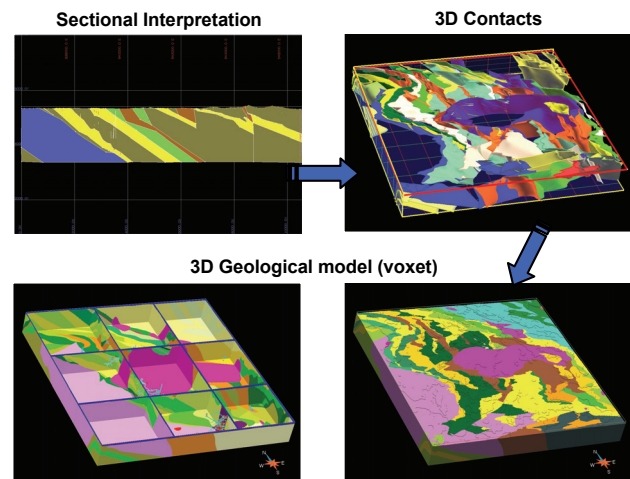 Sectional Interpretation
3D Contacts
3D Geological model (voxet)
N
W
E
S
N
W
E
S